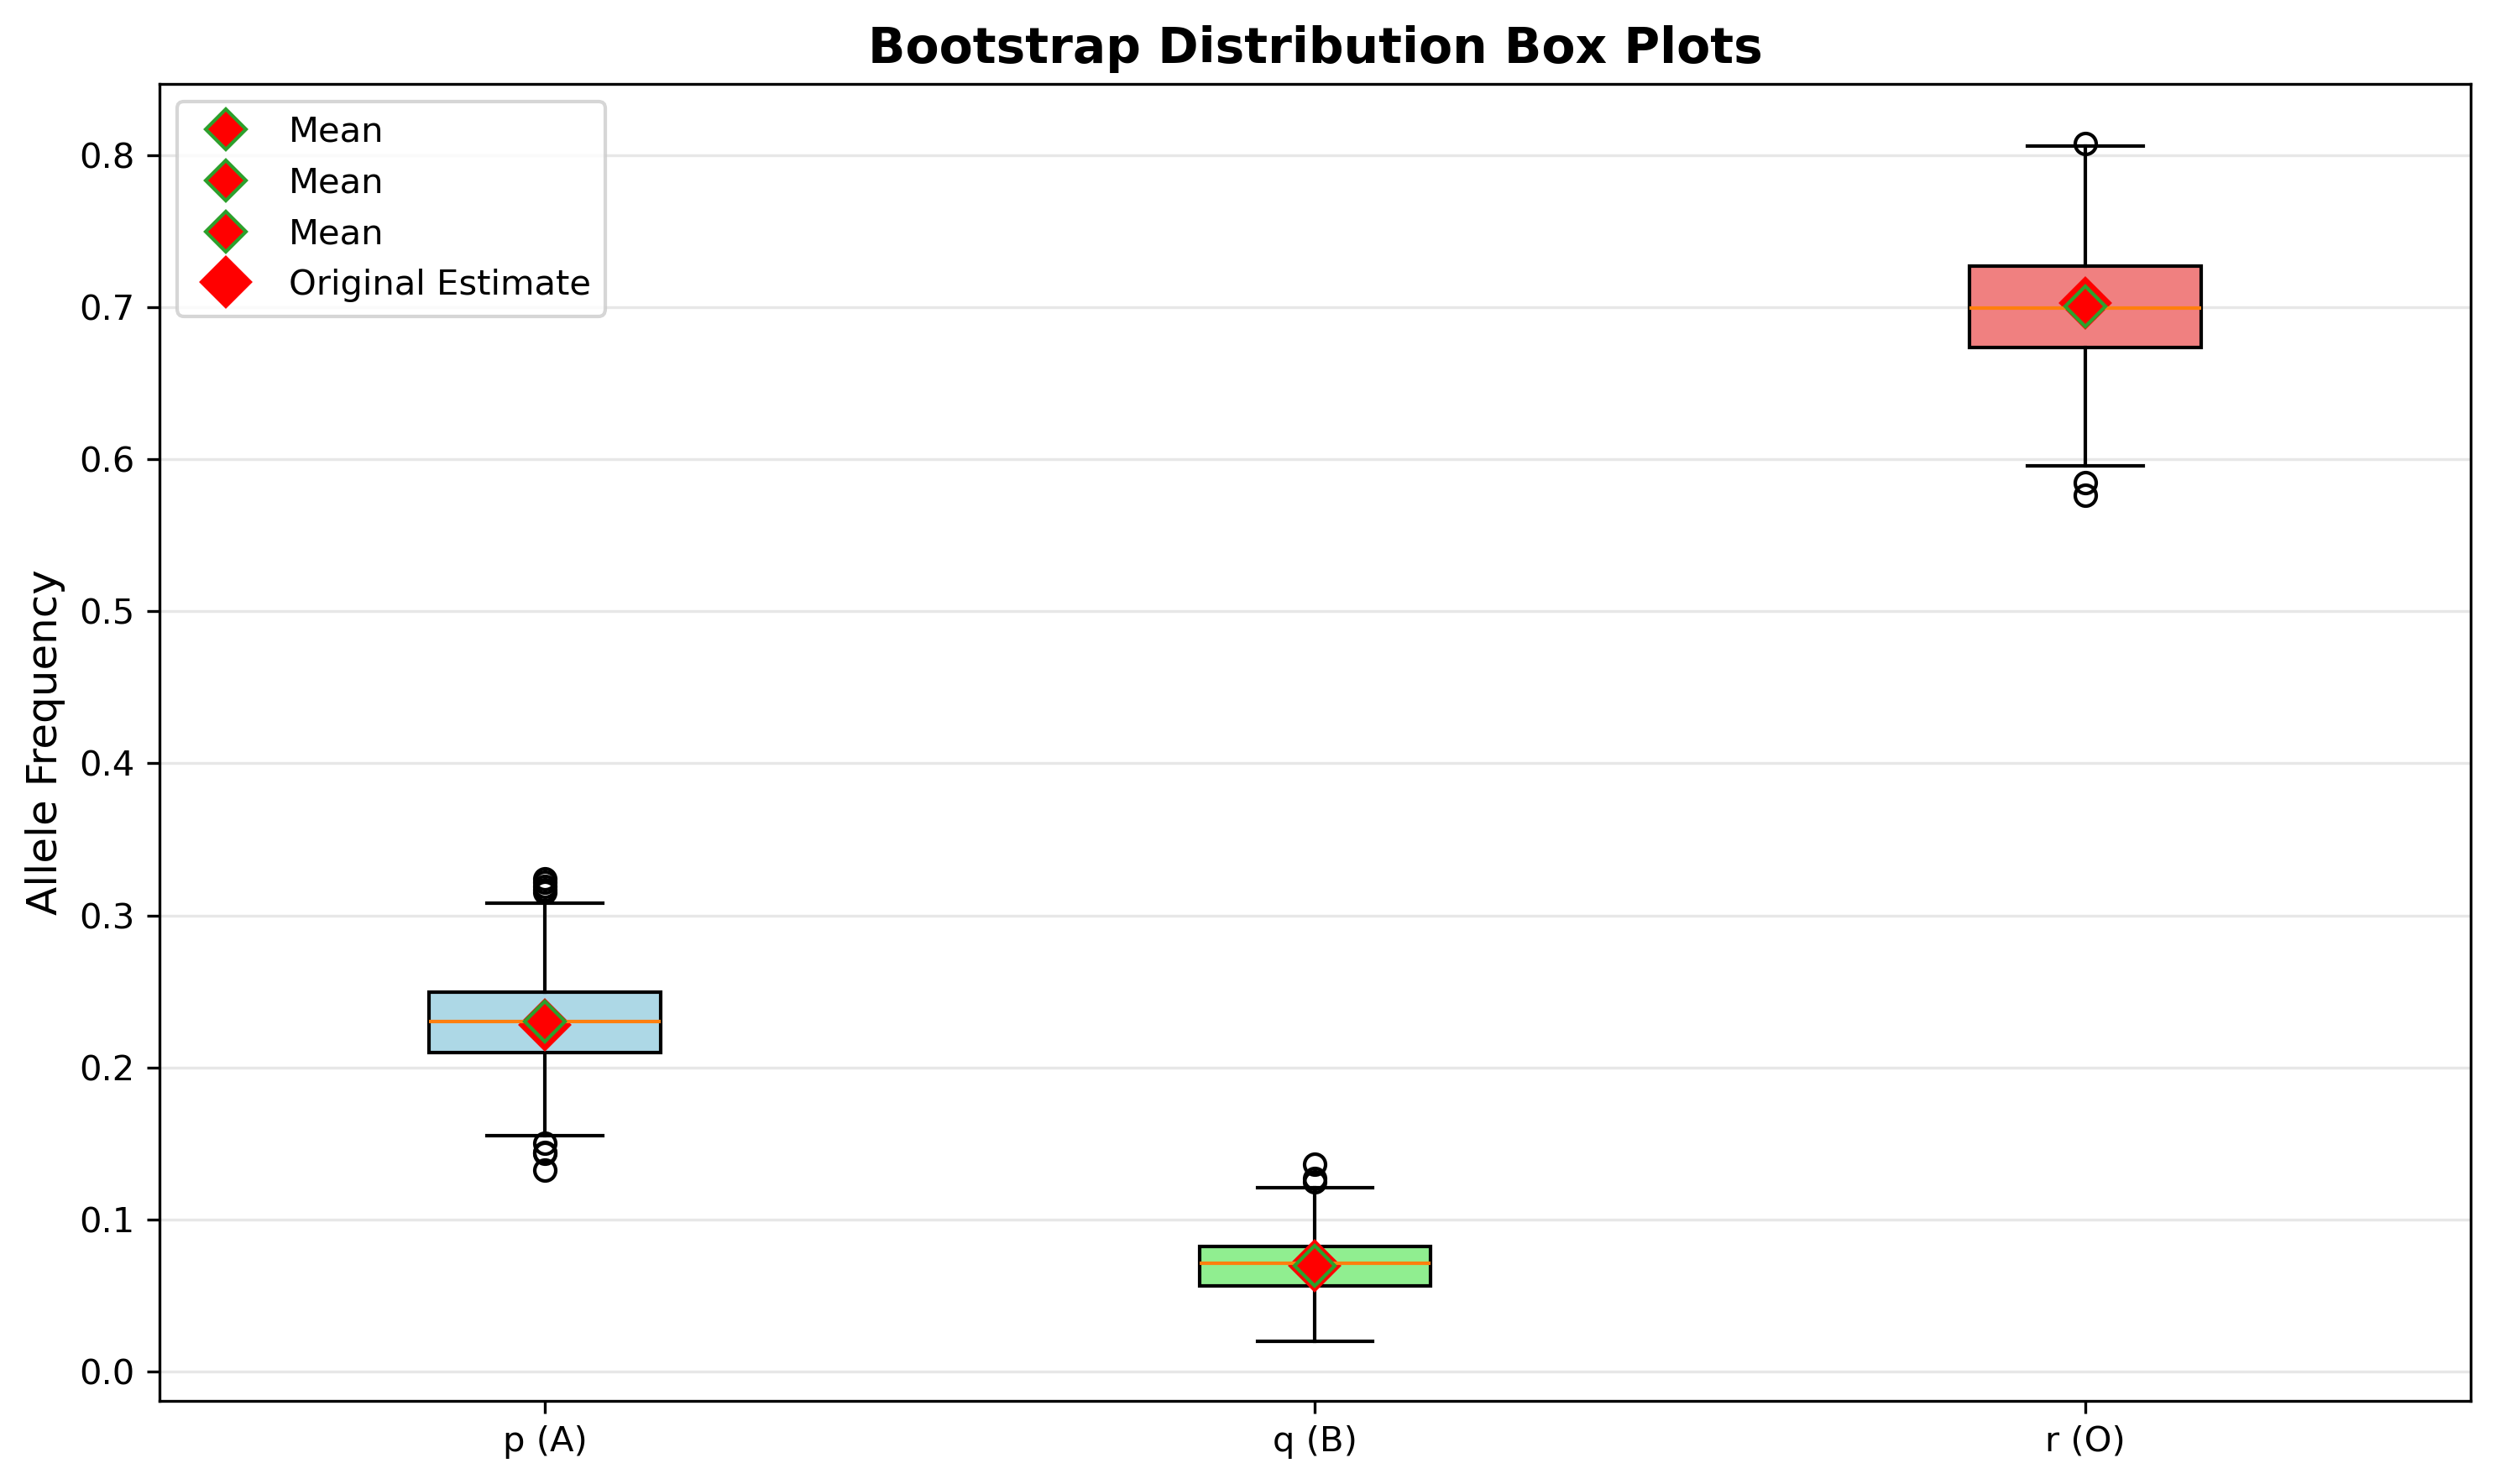 Bootstrap Distribution Box Plots
Mean
Mean
Mean
Original Estimate
Allele Frequency
0.8
0.7
0.6
0.5
0.4
0.3
0.2
0.1
0.0
p (A)
q (B)
r (O)